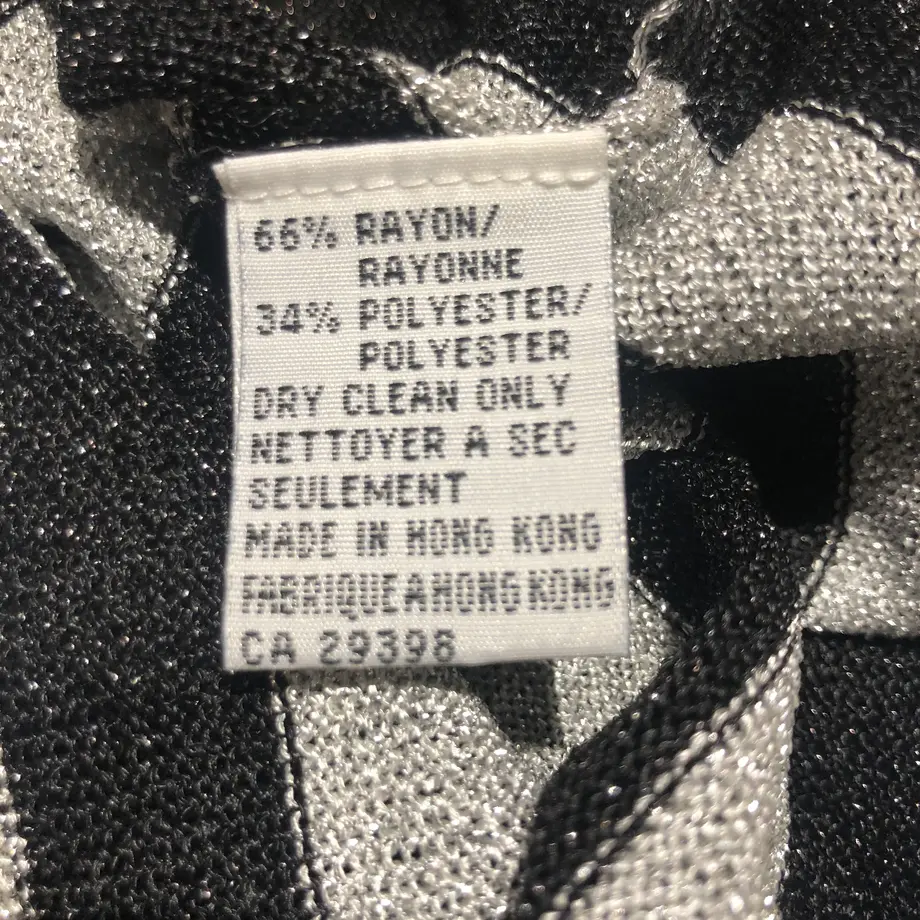 66% RAYON/
RAYONNE
34% POLYESTER/
POLYESTER
DRY CLEAN ONLY
NETTOYER A SEC
SEULEMENT
MADE IN HONG KONG
FABRIQUE A HONG KONG
CA 29398